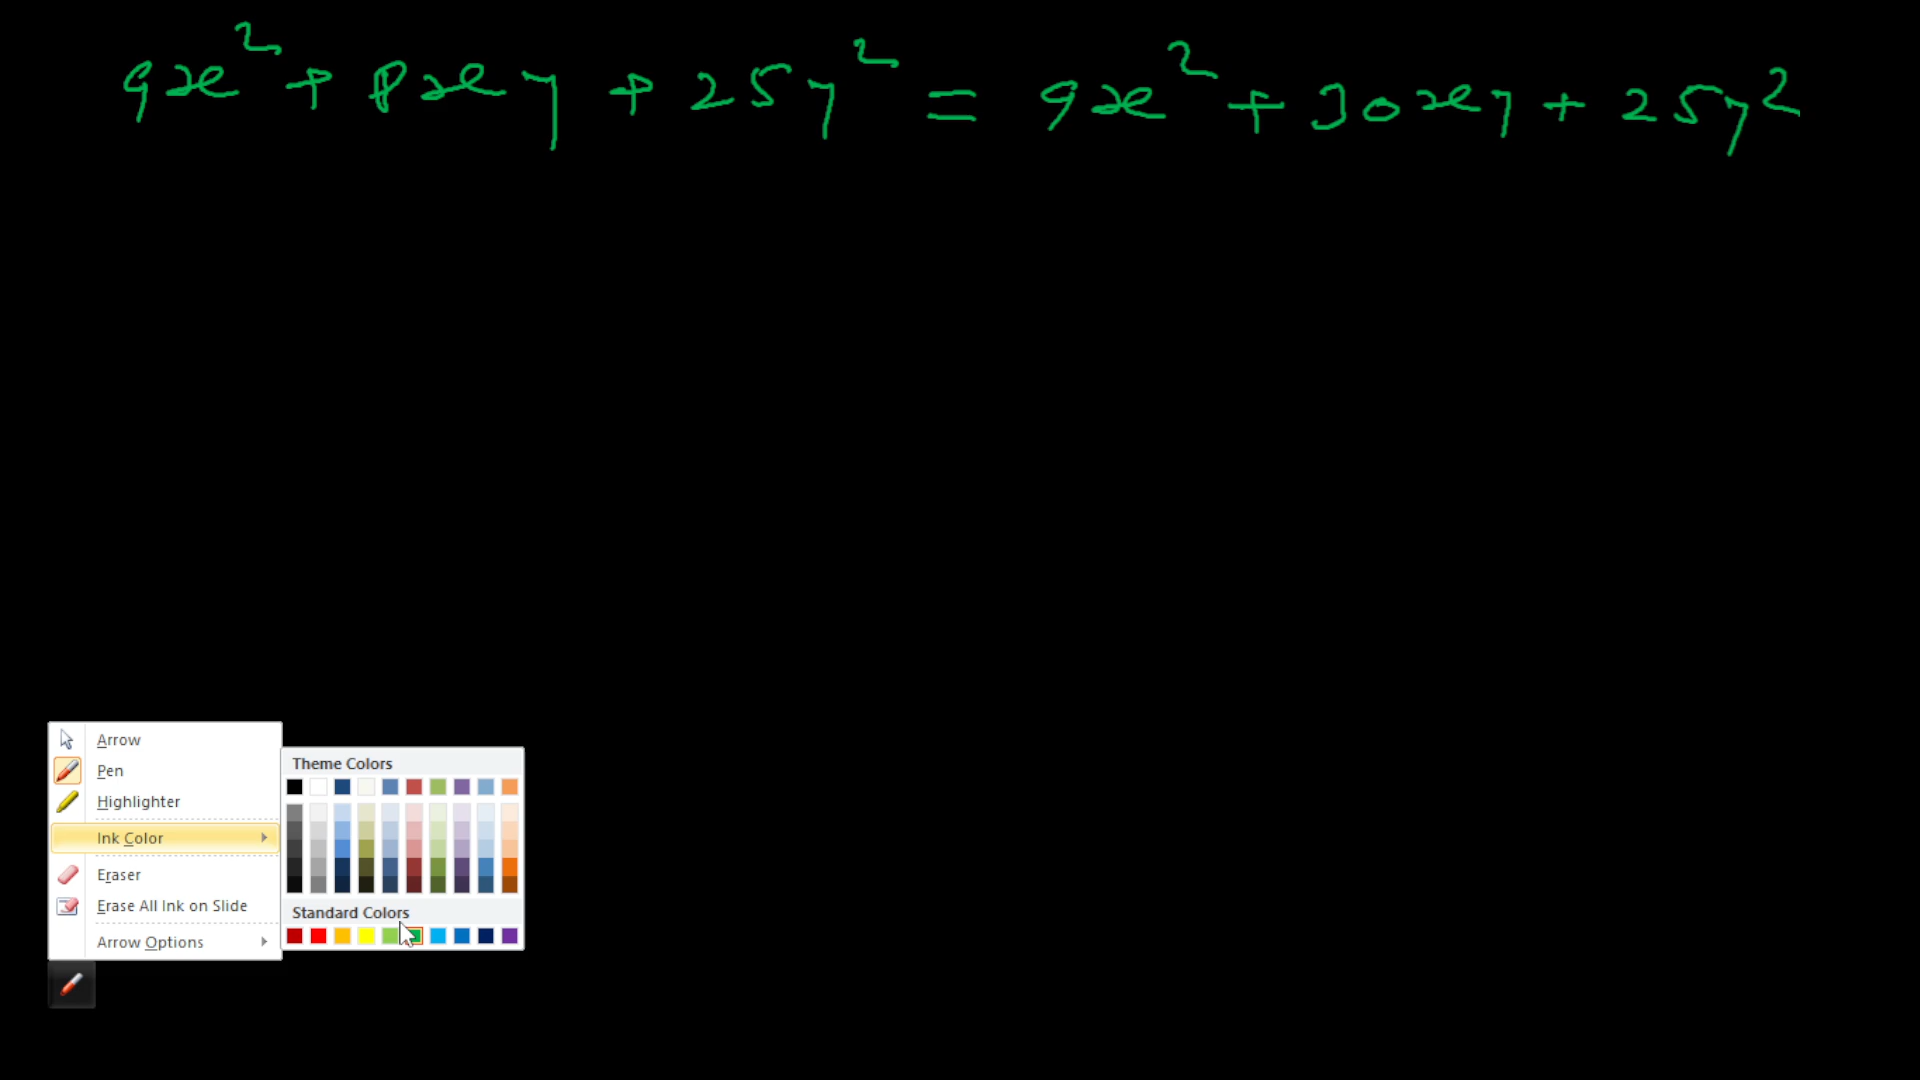 9x² + 8xy + 25y² = 9x² + 30xy + 25y²
Arrow
Pen
Highlighter
Ink Color
Eraser
Erase All Ink on Slide
Arrow Options
Theme Colors
Standard Colors